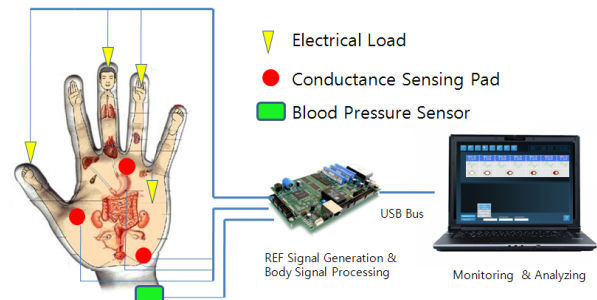 Electrical Load
Conductance Sensing Pad
Blood Pressure Sensor
USB Bus
REF Signal Generation &
Body Signal Processing
Monitoring & Analyzing